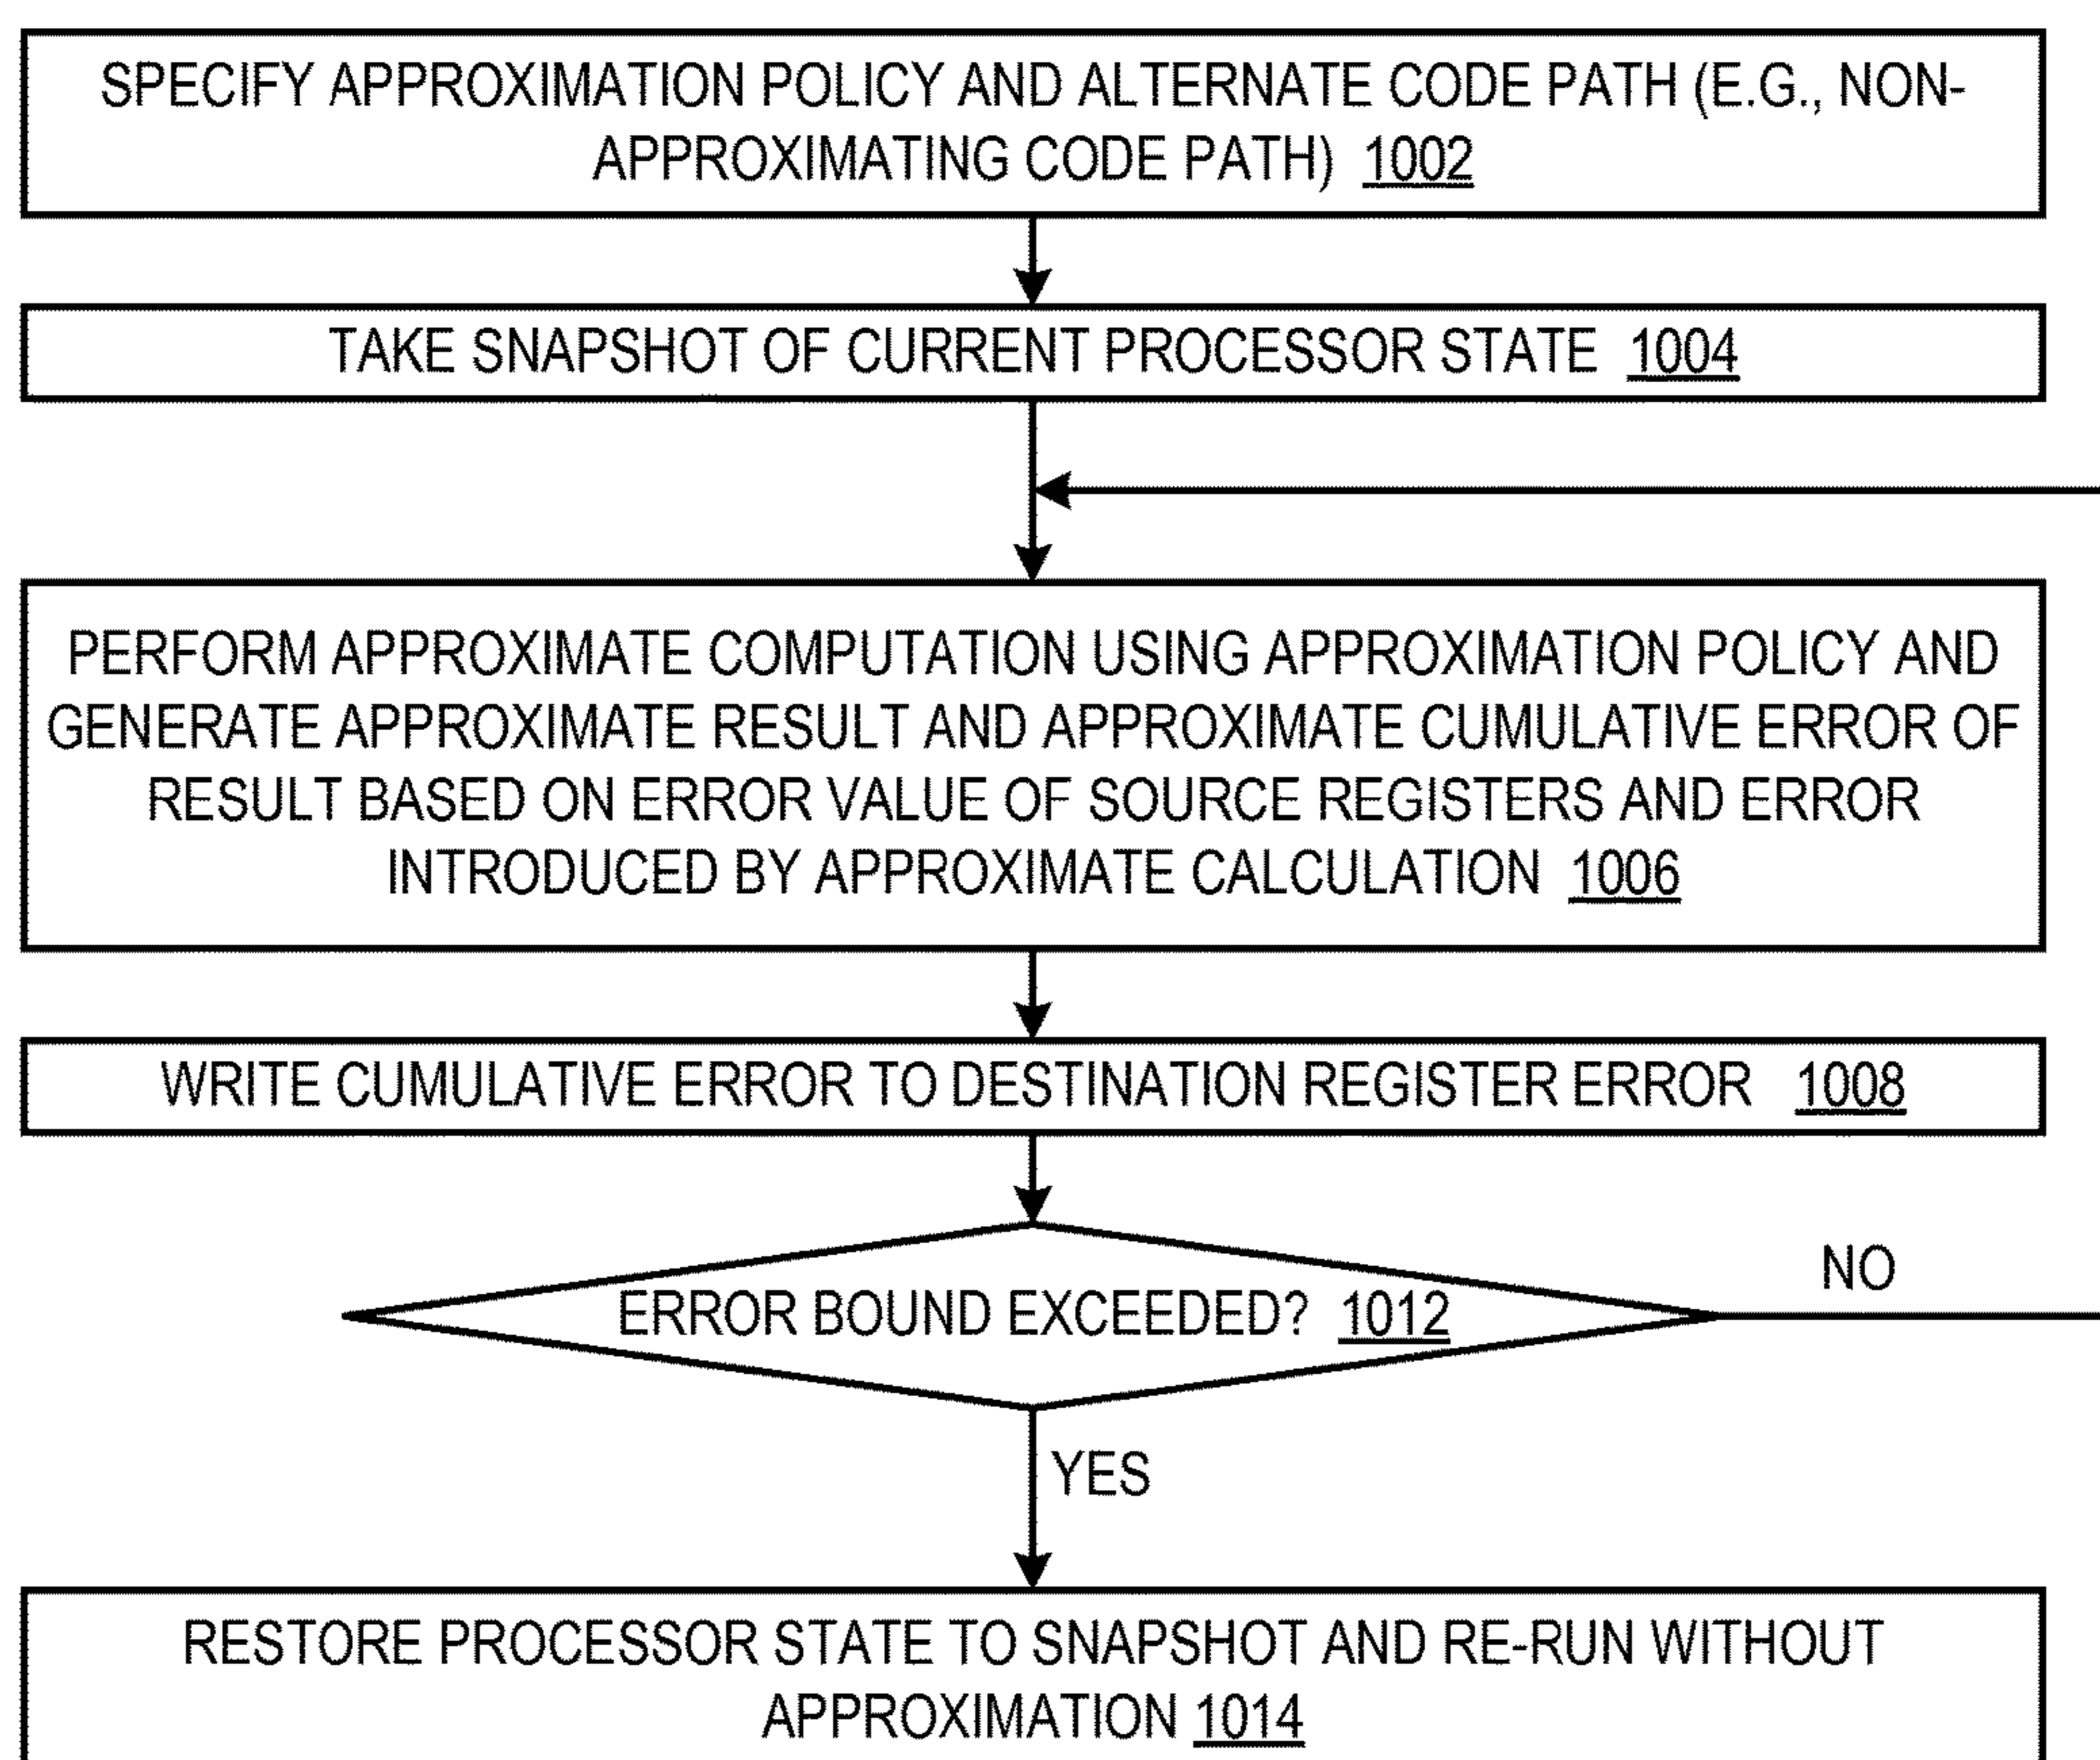 SPECIFY APPROXIMATION POLICY AND ALTERNATE CODE PATH (E.G., NON-
APPROXIMATING CODE PATH) 1002
TAKE SNAPSHOT OF CURRENT PROCESSOR STATE 1004
PERFORM APPROXIMATE COMPUTATION USING APPROXIMATION POLICY AND
GENERATE APPROXIMATE RESULT AND APPROXIMATE CUMULATIVE ERROR OF
RESULT BASED ON ERROR VALUE OF SOURCE REGISTERS AND ERROR
INTRODUCED BY APPROXIMATE CALCULATION 1006
WRITE CUMULATIVE ERROR TO DESTINATION REGISTER ERROR 1008
NO
ERROR BOUND EXCEEDED? 1012
YES
RESTORE PROCESSOR STATE TO SNAPSHOT AND RE-RUN WITHOUT
APPROXIMATION 1014